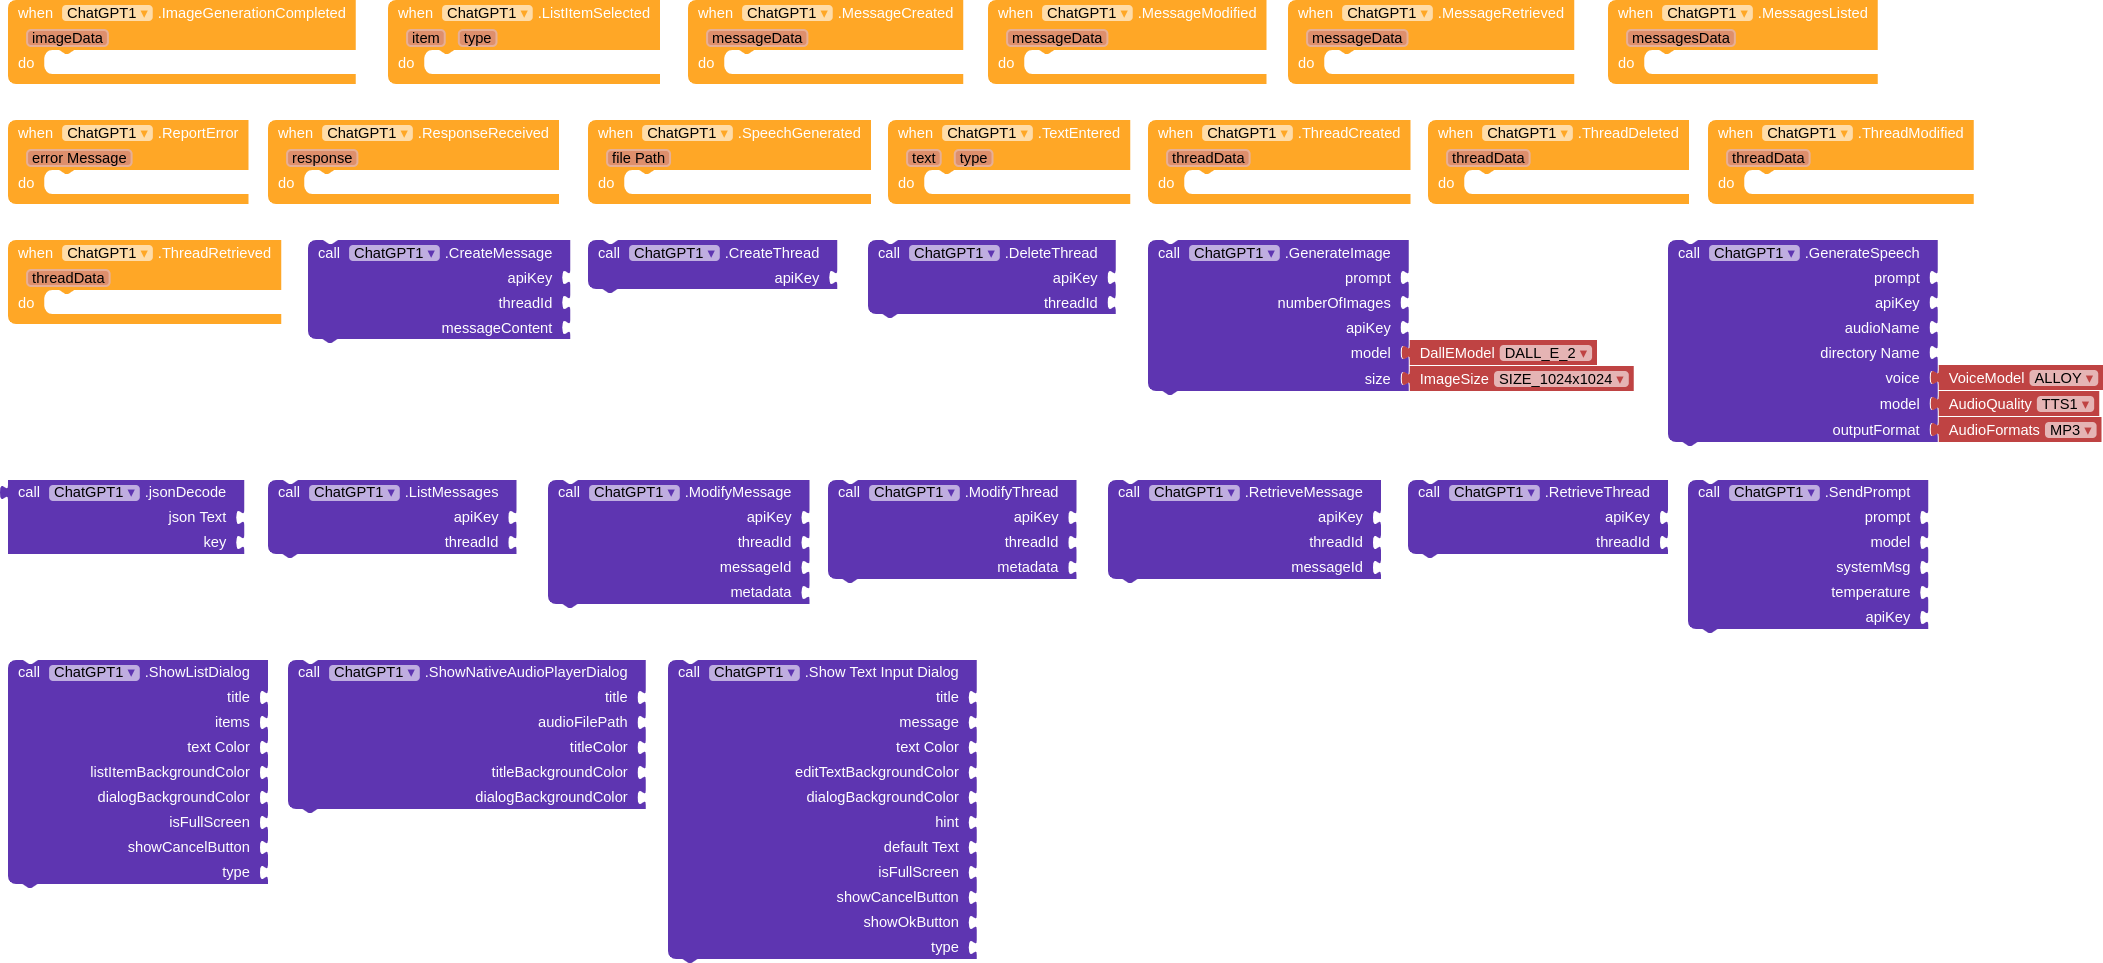 when ChatGPT1 .ImageGenerationCompleted
imageData
do
when ChatGPT1 .ListItemSelected
item type
do
when ChatGPT1 .MessageCreated
messageData
do
when ChatGPT1 .MessageModified
messageData
do
when ChatGPT1 .MessageRetrieved
messageData
do
when ChatGPT1 .MessagesListed
messagesData
do
when ChatGPT1 .ReportError
error Message
do
when ChatGPT1 .ResponseReceived
response
do
when ChatGPT1 .SpeechGenerated
file Path
do
when ChatGPT1 .TextEntered
text type
do
when ChatGPT1 .ThreadCreated
threadData
do
when ChatGPT1 .ThreadDeleted
threadData
do
when ChatGPT1 .ThreadModified
threadData
do
when ChatGPT1 .ThreadRetrieved
threadData
do
call ChatGPT1 .CreateMessage
apiKey
threadId
messageContent
call ChatGPT1 .CreateThread
apiKey
call ChatGPT1 .DeleteThread
apiKey
threadId
call ChatGPT1 .GenerateImage
prompt
numberOfImages
apiKey
model DallEModel DALL_E_2
size ImageSize SIZE_1024x1024
call ChatGPT1 .GenerateSpeech
prompt
apiKey
audioName
directory Name
voice VoiceModel ALLOY
model AudioQuality TTS1
outputFormat AudioFormats MP3
call ChatGPT1 .jsonDecode
json Text
key
call ChatGPT1 .ListMessages
apiKey
threadId
call ChatGPT1 .ModifyMessage
apiKey
threadId
messageId
metadata
call ChatGPT1 .ModifyThread
apiKey
threadId
metadata
call ChatGPT1 .RetrieveMessage
apiKey
threadId
messageId
call ChatGPT1 .RetrieveThread
apiKey
threadId
call ChatGPT1 .SendPrompt
prompt
model
systemMsg
temperature
apiKey
call ChatGPT1 .ShowListDialog
title
items
text Color
listItemBackgroundColor
dialogBackgroundColor
isFullScreen
showCancelButton
type
call ChatGPT1 .ShowNativeAudioPlayerDialog
title
audioFilePath
titleColor
titleBackgroundColor
dialogBackgroundColor
call ChatGPT1 .Show Text Input Dialog
title
message
text Color
editTextBackgroundColor
dialogBackgroundColor
hint
default Text
isFullScreen
showCancelButton
showOkButton
type